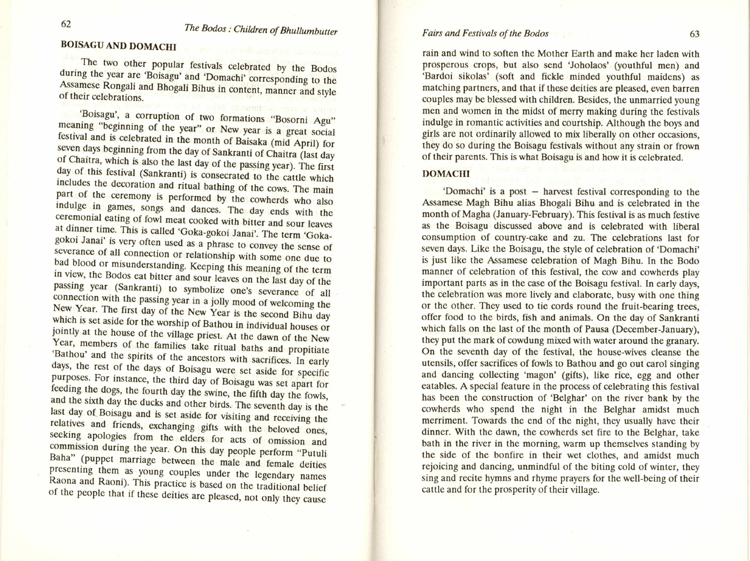 62
The Bodos : Children of Bhullumbutter
BOISAGU AND DOMACHI
The two other popular festivals celebrated by the Bodos
during the year are 'Boisagu' and 'Domachi' corresponding to the
Assamese Rongali and Bhogali Bihus in content, manner and style
of their celebrations.
'Boisagu', a corruption of two formations "Bosorni Agu"
meaning "beginning of the year" or New year is a great social
festival and is celebrated in the month of Baisaka (mid April) for
seven days beginning from the day of Sankranti of Chaitra (last day
of Chaitra, which is also the last day of the passing year). The first
day of this festival (Sankranti) is consecrated to the cattle which
includes the decoration and ritual bathing of the cows. The main
part of the ceremony is performed by the cowherds who also
indulge in games, songs and dances. The day ends with the
ceremonial eating of fowl meat cooked with bitter and sour leaves
at dinner time. This is called 'Goka-gokoi Janai'. The term 'Goka-
gokoi Janai' is very often used as a phrase to convey the sense of
severance of all connection or relationship with some one due to
bad blood or misunderstanding. Keeping this meaning of the term
in view, the Bodos eat bitter and sour leaves on the last day of the
passing year (Sankranti) to symbolize one's severance of all
connection with the passing year in a jolly mood of welcoming the
New Year. The first day of the New Year is the second Bihu day
which is set aside for the worship of Bathou in individual houses or
jointly at the house of the village priest. At the dawn of the New
Year, members of the families take ritual baths and propitiate
'Bathou' and the spirits of the ancestors with sacrifices. In early
days, the rest of the days of Boisagu were set aside for specific
purposes. For instance, the third day of Boisagu was set apart for
feeding the dogs, the fourth day the swine, the fifth day the fowls,
and the sixth day the ducks and other birds. The seventh day is the
last day of Boisagu and is set aside for visiting and receiving the
relatives and friends, exchanging gifts with the beloved ones,
seeking apologies from the elders for acts of omission and
commission during the year. On this day people perform "Putuli
Baha" (puppet marriage between the male and female deities
presenting them as young couples under the legendary names
Raona and Raoni). This practice is based on the traditional belief
of the people that if these deities are pleased, not only they cause
Fairs and Festivals of the Bodos
63
rain and wind to soften the Mother Earth and make her laden with
prosperous crops, but also send 'Joholaos' (youthful men) and
'Bardoi sikolas' (soft and fickle minded youthful maidens) as
matching partners, and that if these deities are pleased, even barren
couples may be blessed with children. Besides, the unmarried young
men and women in the midst of merry making during the festivals
indulge in romantic activities and courtship. Although the boys and
girls are not ordinarily allowed to mix liberally on other occasions,
they do so during the Boisagu festivals without any strain or frown
of their parents. This is what Boisagu is and how it is celebrated.
DOMACHI
'Domachi' is a post – harvest festival corresponding to the
Assamese Magh Bihu alias Bhogali Bihu and is celebrated in the
month of Magha (January-February). This festival is as much festive
as the Boisagu discussed above and is celebrated with liberal
consumption of country-cake and zu. The celebrations last for
seven days. Like the Boisagu, the style of celebration of 'Domachi'
is just like the Assamese celebration of Magh Bihu. In the Bodo
manner of celebration of this festival, the cow and cowherds play
important parts as in the case of the Boisagu festival. In early days,
the celebration was more lively and elaborate, busy with one thing
or the other. They used to tie cords round the fruit-bearing trees,
offer food to the birds, fish and animals. On the day of Sankranti
which falls on the last of the month of Pausa (December-January),
they put the mark of cowdung mixed with water around the granary.
On the seventh day of the festival, the house-wives cleanse the
utensils, offer sacrifices of fowls to Bathou and go out carol singing
and dancing collecting 'magon' (gifts), like rice, egg and other
eatables. A special feature in the process of celebrating this festival
has been the construction of 'Belghar' on the river bank by the
cowherds who spend the night in the Belghar amidst much
merriment. Towards the end of the night, they usually have their
dinner. With the dawn, the cowherds set fire to the Belghar, take
bath in the river in the morning, warm up themselves standing by
the side of the bonfire in their wet clothes, and amidst much
rejoicing and dancing, unmindful of the biting cold of winter, they
sing and recite hymns and rhyme prayers for the well-being of their
cattle and for the prosperity of their village.